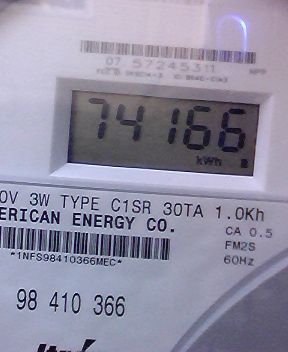 07 57245311
74166
kWh
0V 3W TYPE C1SR 30TA 1.0Kh
ERICAN ENERGY CO.
CA 0.5
FM2S
60Hz
*1NFS98410366MEC*
98 410 366